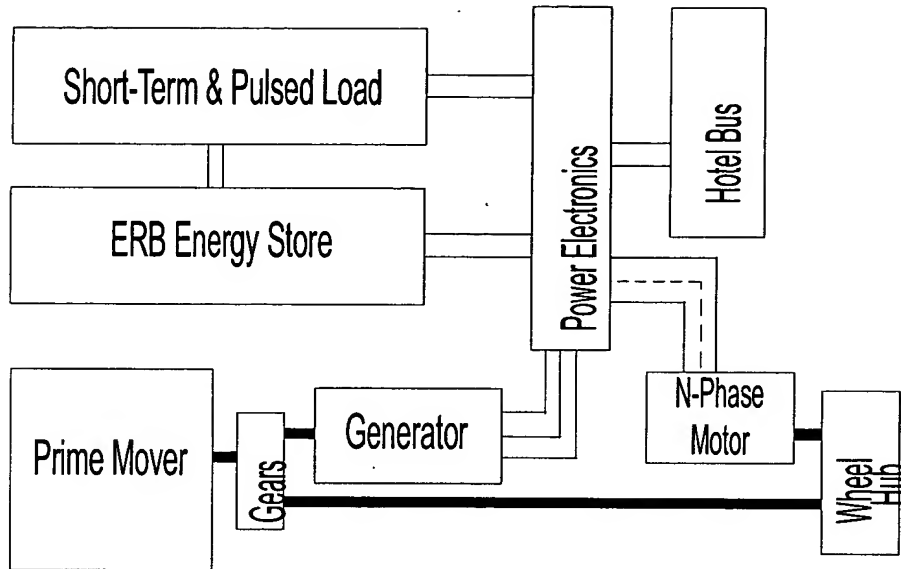 Short-Term & Pulsed Load
ERB Energy Store
Power Electronics
Hotel Bus
Prime Mover
Gears
Generator
N-Phase
Motor
Wheel
Hub